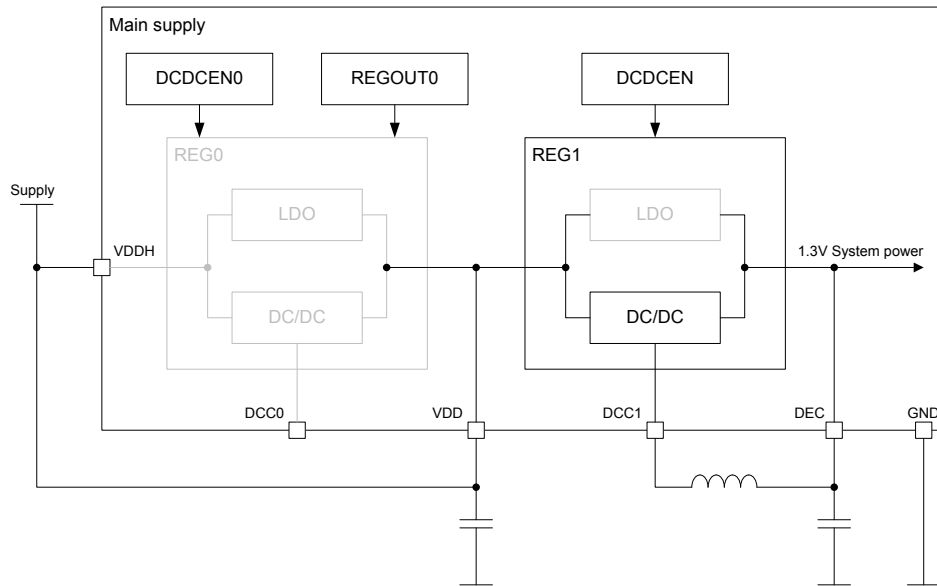 Main supply
DCDCEN0
REGOUT0
DCDCEN
REG0
REG1
Supply
LDO
LDO
VDDH
1.3V System power
DC/DC
DC/DC
DCC0
VDD
DCC1
DEC
GND